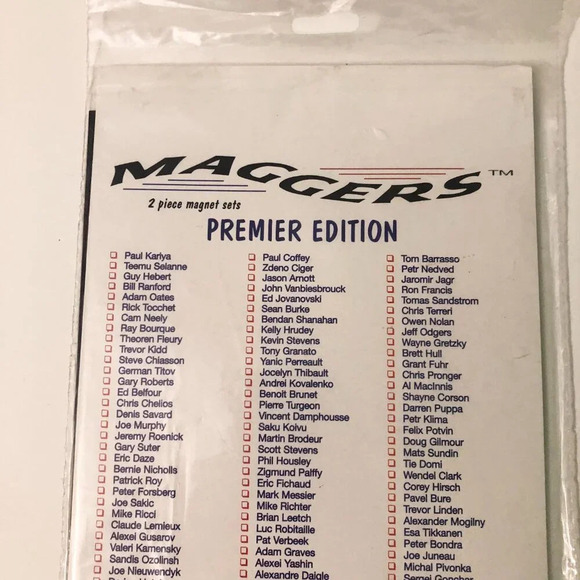 MAGGERS™
2 piece magnet sets
PREMIER EDITION
Paul Kariya
Teemu Selanne
Guy Hebert
Bill Ranford
Adam Oates
Rick Tocchet
Cam Neely
Ray Bourque
Theoren Fleury
Trevor Kidd
Steve Chiasson
German Titov
Gary Roberts
Ed Belfour
Chris Chelios
Denis Savard
Joe Murphy
Jeremy Roenick
Gary Suter
Eric Daze
Bernie Nicholls
Patrick Roy
Peter Forsberg
Joe Sakic
Mike Ricci
Claude Lemieux
Alexei Gusarov
Valeri Kamensky
Sandis Ozolinsh
Joe Nieuwendyk
Paul Coffey
Zdeno Ciger
Jason Arnott
John Vanbiesbrouck
Ed Jovanovski
Sean Burke
Bendan Shanahan
Kelly Hrudey
Kevin Stevens
Tony Granato
Yanic Perreault
Jocelyn Thibault
Andrei Kovalenko
Benoit Brunet
Pierre Turgeon
Vincent Damphousse
Saku Koivu
Martin Brodeur
Scott Stevens
Phil Housley
Zigmund Palffy
Eric Fichaud
Mark Messier
Mike Richter
Brian Leetch
Luc Robitaille
Pat Verbeek
Adam Graves
Alexei Yashin
Alexandre Daigle
Tom Barrasso
Petr Nedved
Jaromir Jagr
Ron Francis
Tomas Sandstrom
Chris Terreri
Owen Nolan
Jeff Odgers
Wayne Gretzky
Brett Hull
Grant Fuhr
Chris Pronger
Al MacInnis
Shayne Corson
Darren Puppa
Petr Klima
Felix Potvin
Doug Gilmour
Mats Sundin
Tie Domi
Wendel Clark
Corey Hirsch
Pavel Bure
Trevor Linden
Alexander Mogilny
Esa Tikkanen
Peter Bondra
Joe Juneau
Michal Pivonka
Sergei Gonchar